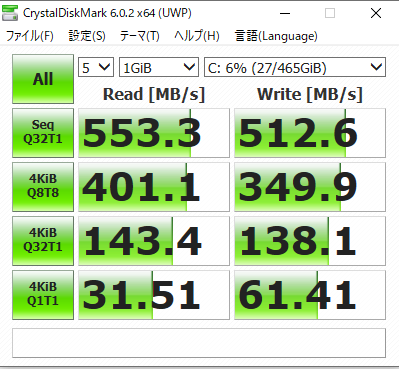 CrystalDiskMark 6.0.2 x64 (UWP)
ファイル(F) 設定(S) テーマ(T) ヘルプ(H) 言語(Language)
All 5 1GiB C: 6% (27/465GiB)
Read [MB/s] Write [MB/s]
Seq
Q32T1 553.3 512.6
4KiB
Q8T8 401.1 349.9
4KiB
Q32T1 143.4 138.1
4KiB
Q1T1 31.51 61.41